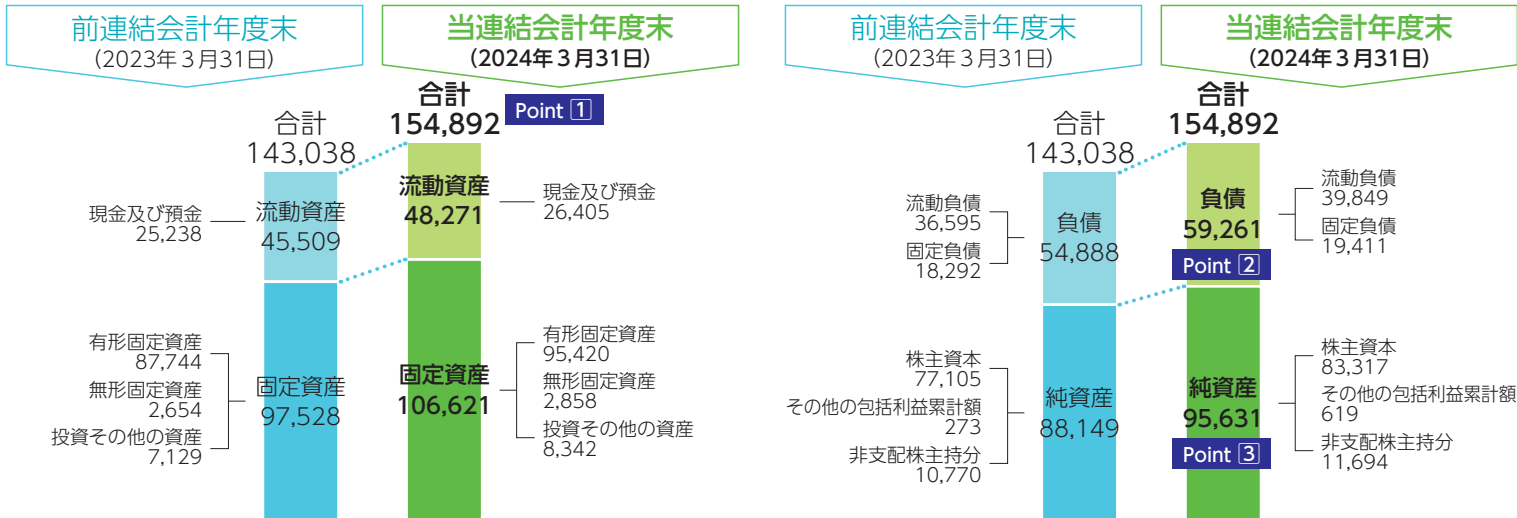 前連結会計年度末
(2023年3月31日)
当連結会計年度末
(2024年3月31日)
合計
143,038
合計
154,892
Point 1
現金及び預金
25,238
流動資産
45,509
流動資産
48,271
現金及び預金
26,405
有形固定資産
87,744
無形固定資産
2,654
投資その他の資産
7,129
固定資産
97,528
固定資産
106,621
有形固定資産
95,420
無形固定資産
2,858
投資その他の資産
8,342
前連結会計年度末
(2023年3月31日)
当連結会計年度末
(2024年3月31日)
合計
143,038
合計
154,892
流動負債
36,595
固定負債
18,292
負債
54,888
負債
59,261
Point 2
流動負債
39,849
固定負債
19,411
株主資本
77,105
その他の包括利益累計額
273
非支配株主持分
10,770
純資産
88,149
純資産
95,631
Point 3
株主資本
83,317
その他の包括利益累計額
619
非支配株主持分
11,694